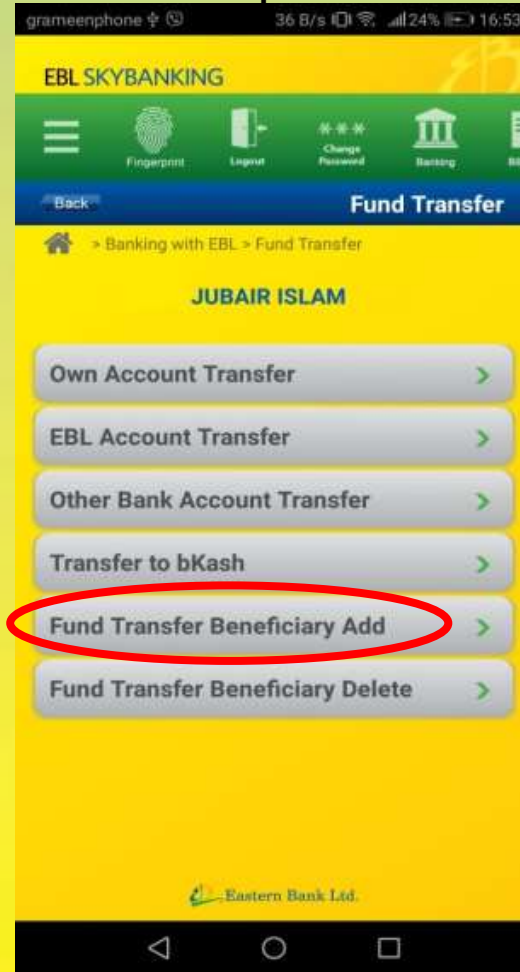 grameenphone 36 B/s 24% 16:53
EBL SKYBANKING
Fingerprint Logout Change Password Banking
Back Fund Transfer
> Banking with EBL > Fund Transfer
JUBAIR ISLAM
Own Account Transfer >
EBL Account Transfer >
Other Bank Account Transfer >
Transfer to bKash >
Fund Transfer Beneficiary Add >
Fund Transfer Beneficiary Delete >
Eastern Bank Ltd.